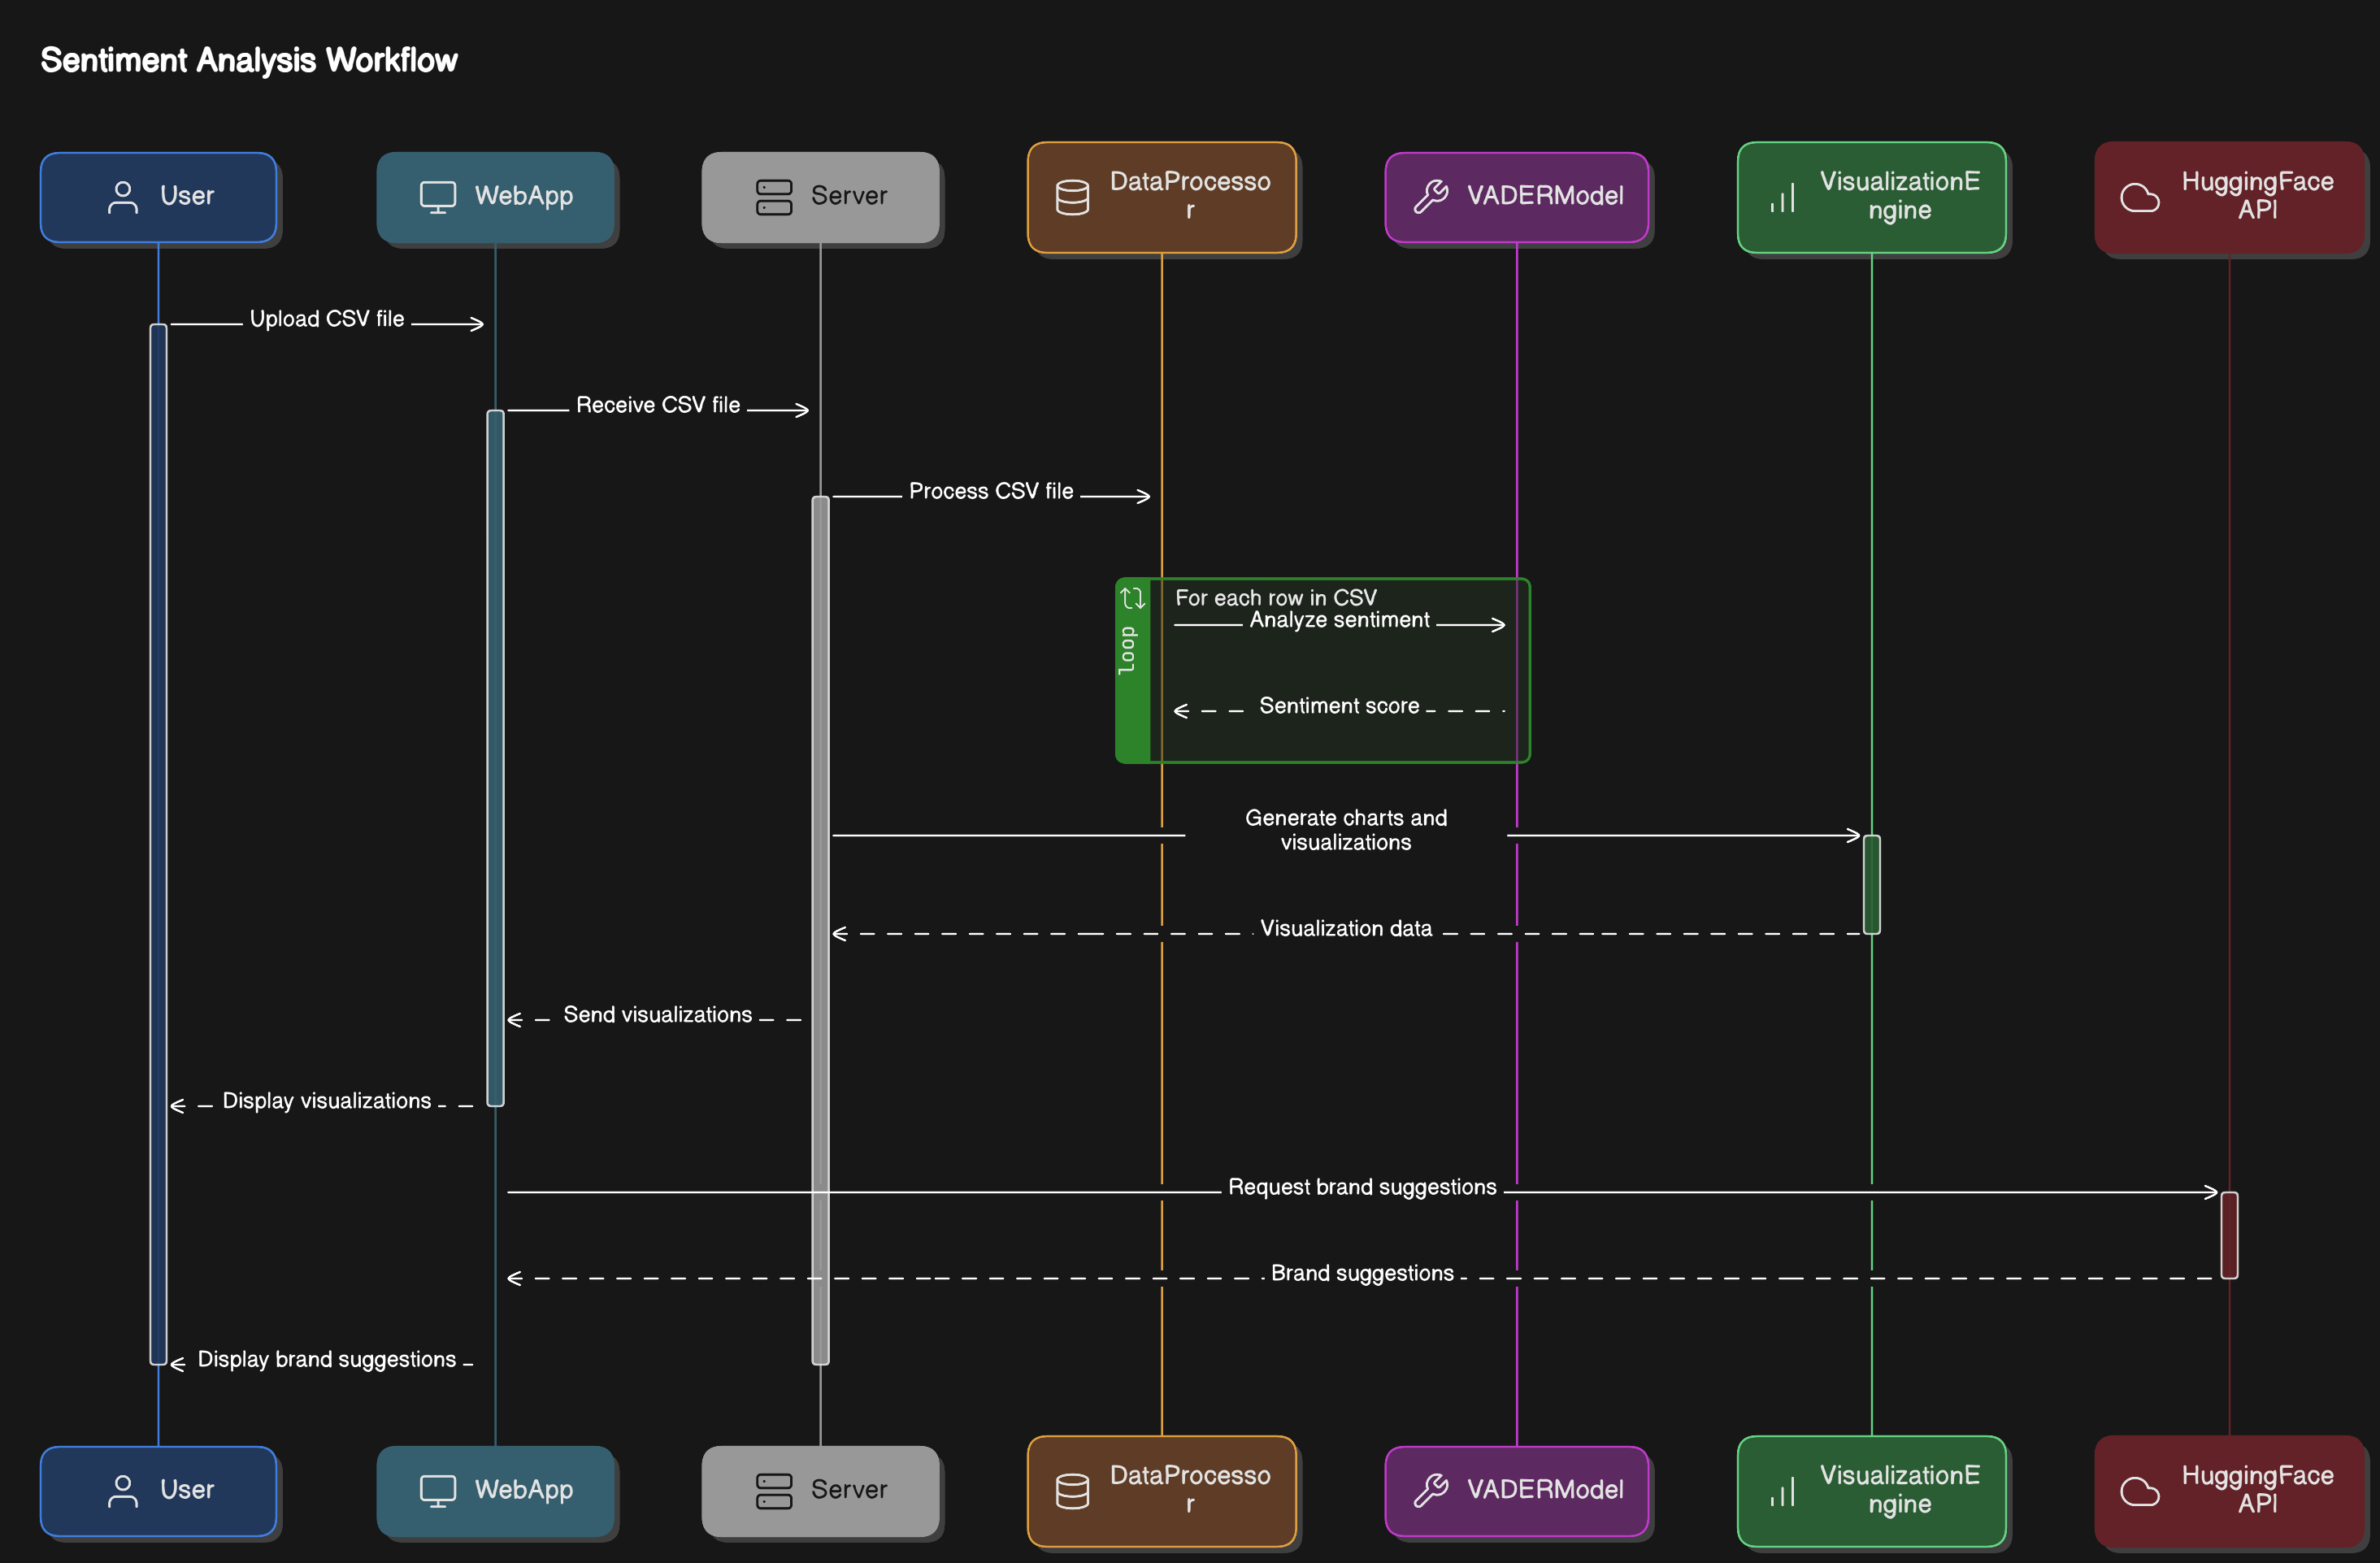 Sentiment Analysis Workflow
User
WebApp
Server
DataProcesso
r
VADERModel
VisualizationE
ngine
HuggingFace
API
Upload CSV file
Receive CSV file
Process CSV file
loop
For each row in CSV
Analyze sentiment
Sentiment score
Generate charts and
visualizations
Visualization data
Send visualizations
Display visualizations
Request brand suggestions
Brand suggestions
Display brand suggestions
User
WebApp
Server
DataProcesso
r
VADERModel
VisualizationE
ngine
HuggingFace
API